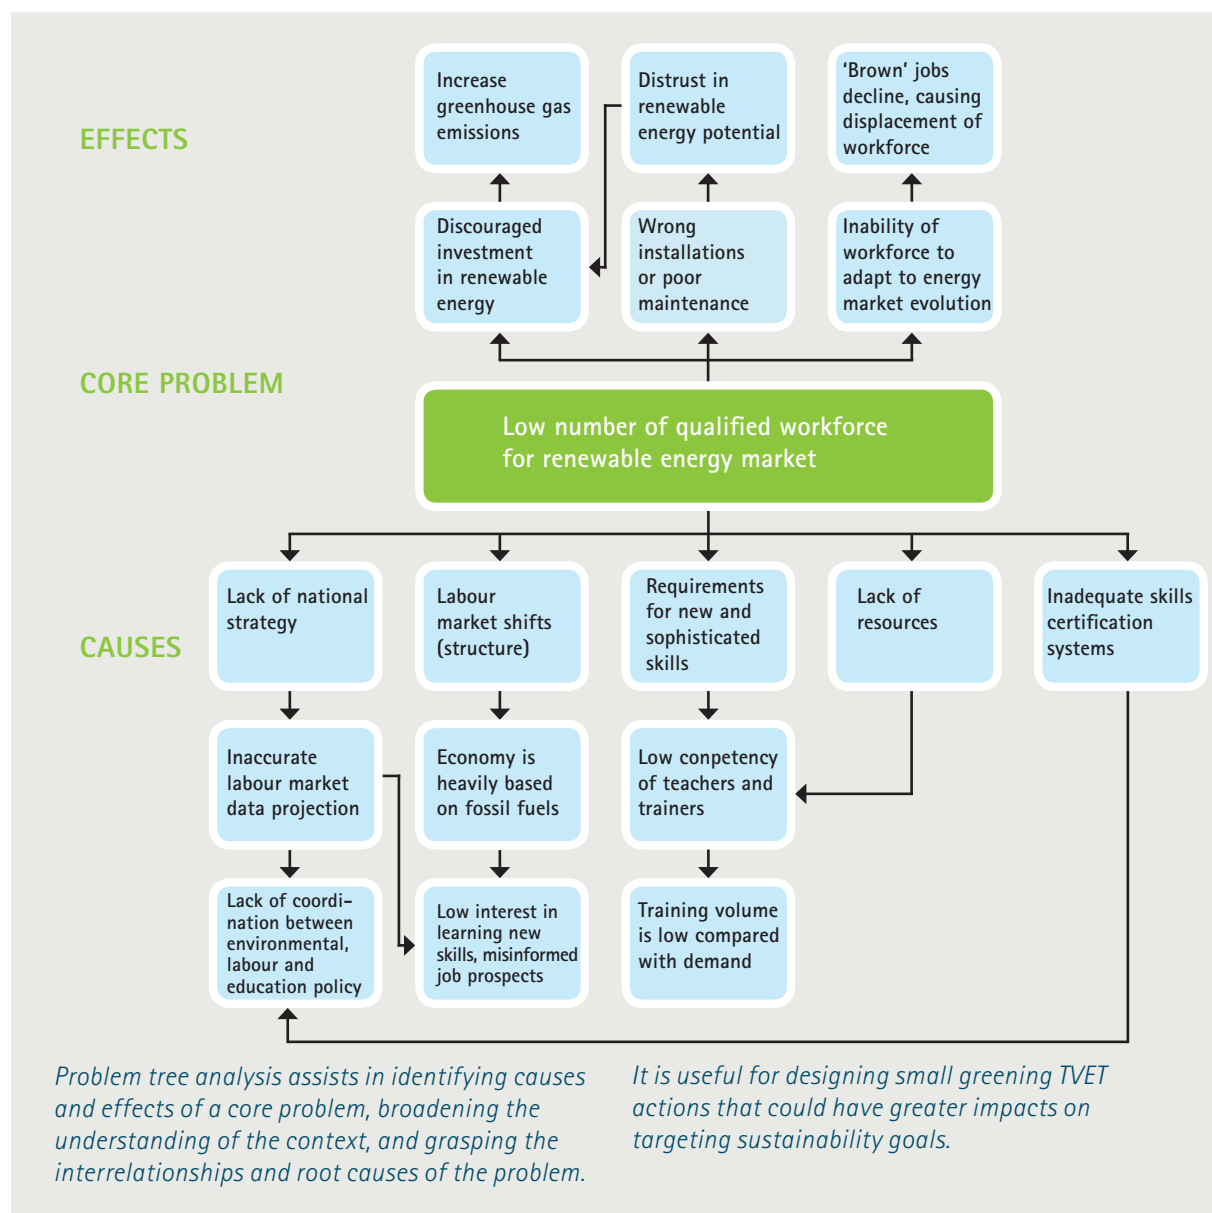 EFFECTS
Increase
greenhouse gas
emissions
Distrust in
renewable
energy potential
‘Brown’ jobs
decline, causing
displacement of
workforce
Discouraged
investment
in renewable
energy
Wrong
installations
or poor
maintenance
Inability of
workforce to
adapt to energy
market evolution
CORE PROBLEM
Low number of qualified workforce
for renewable energy market
CAUSES
Lack of national
strategy
Labour
market shifts
(structure)
Requirements
for new and
sophisticated
skills
Lack of
resources
Inadequate skills
certification
systems
Inaccurate
labour market
data projection
Economy is
heavily based
on fossil fuels
Low conpetency
of teachers and
trainers
Lack of coordi-
nation between
environmental,
labour and
education policy
Low interest in
learning new
skills, misinformed
job prospects
Training volume
is low compared
with demand
Problem tree analysis assists in identifying causes
and effects of a core problem, broadening the
understanding of the context, and grasping the
interrelationships and root causes of the problem.
It is useful for designing small greening TVET
actions that could have greater impacts on
targeting sustainability goals.